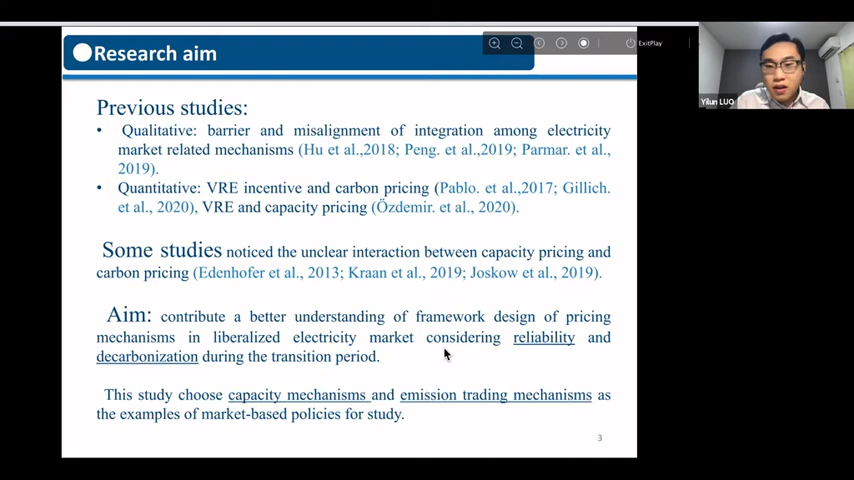 Research aim
ExitPlay
Yilun LUO
Previous studies:
• Qualitative: barrier and misalignment of integration among electricity
market related mechanisms (Hu et al.,2018; Peng. et al.,2019; Parmar. et al.,
2019).
• Quantitative: VRE incentive and carbon pricing (Pablo. et al.,2017; Gillich.
et al., 2020), VRE and capacity pricing (Özdemir. et al., 2020).
Some studies noticed the unclear interaction between capacity pricing and
carbon pricing (Edenhofer et al., 2013; Kraan et al., 2019; Joskow et al., 2019).
Aim: contribute a better understanding of framework design of pricing
mechanisms in liberalized electricity market considering reliability and
decarbonization during the transition period.
This study choose capacity mechanisms and emission trading mechanisms as
the examples of market-based policies for study.
3